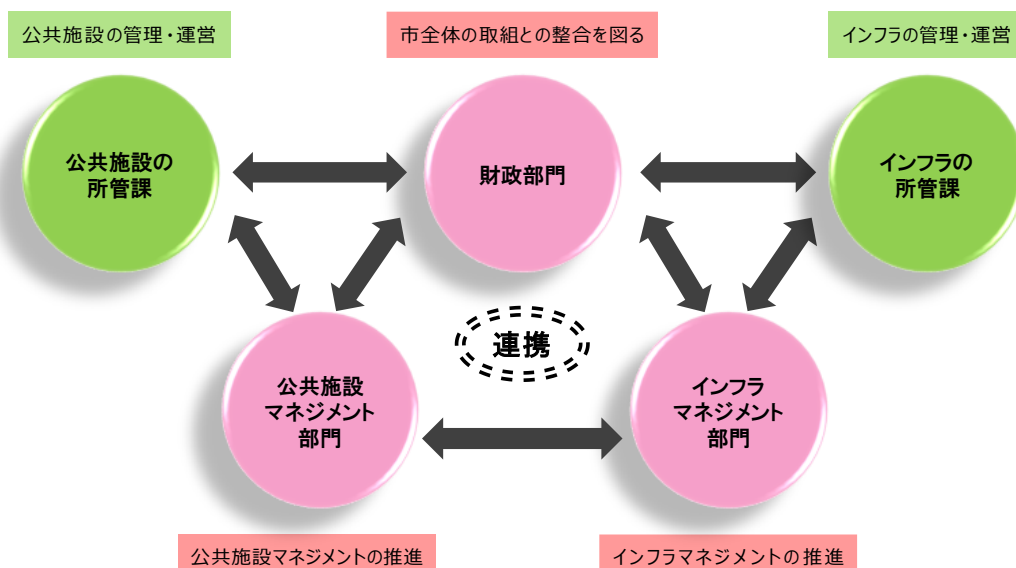 公共施設の管理・運営
市全体の取組との整合を図る
インフラの管理・運営
公共施設の
所管課
財政部門
インフラの
所管課
連携
公共施設
マネジメント
部門
インフラ
マネジメント
部門
公共施設マネジメントの推進
インフラマネジメントの推進